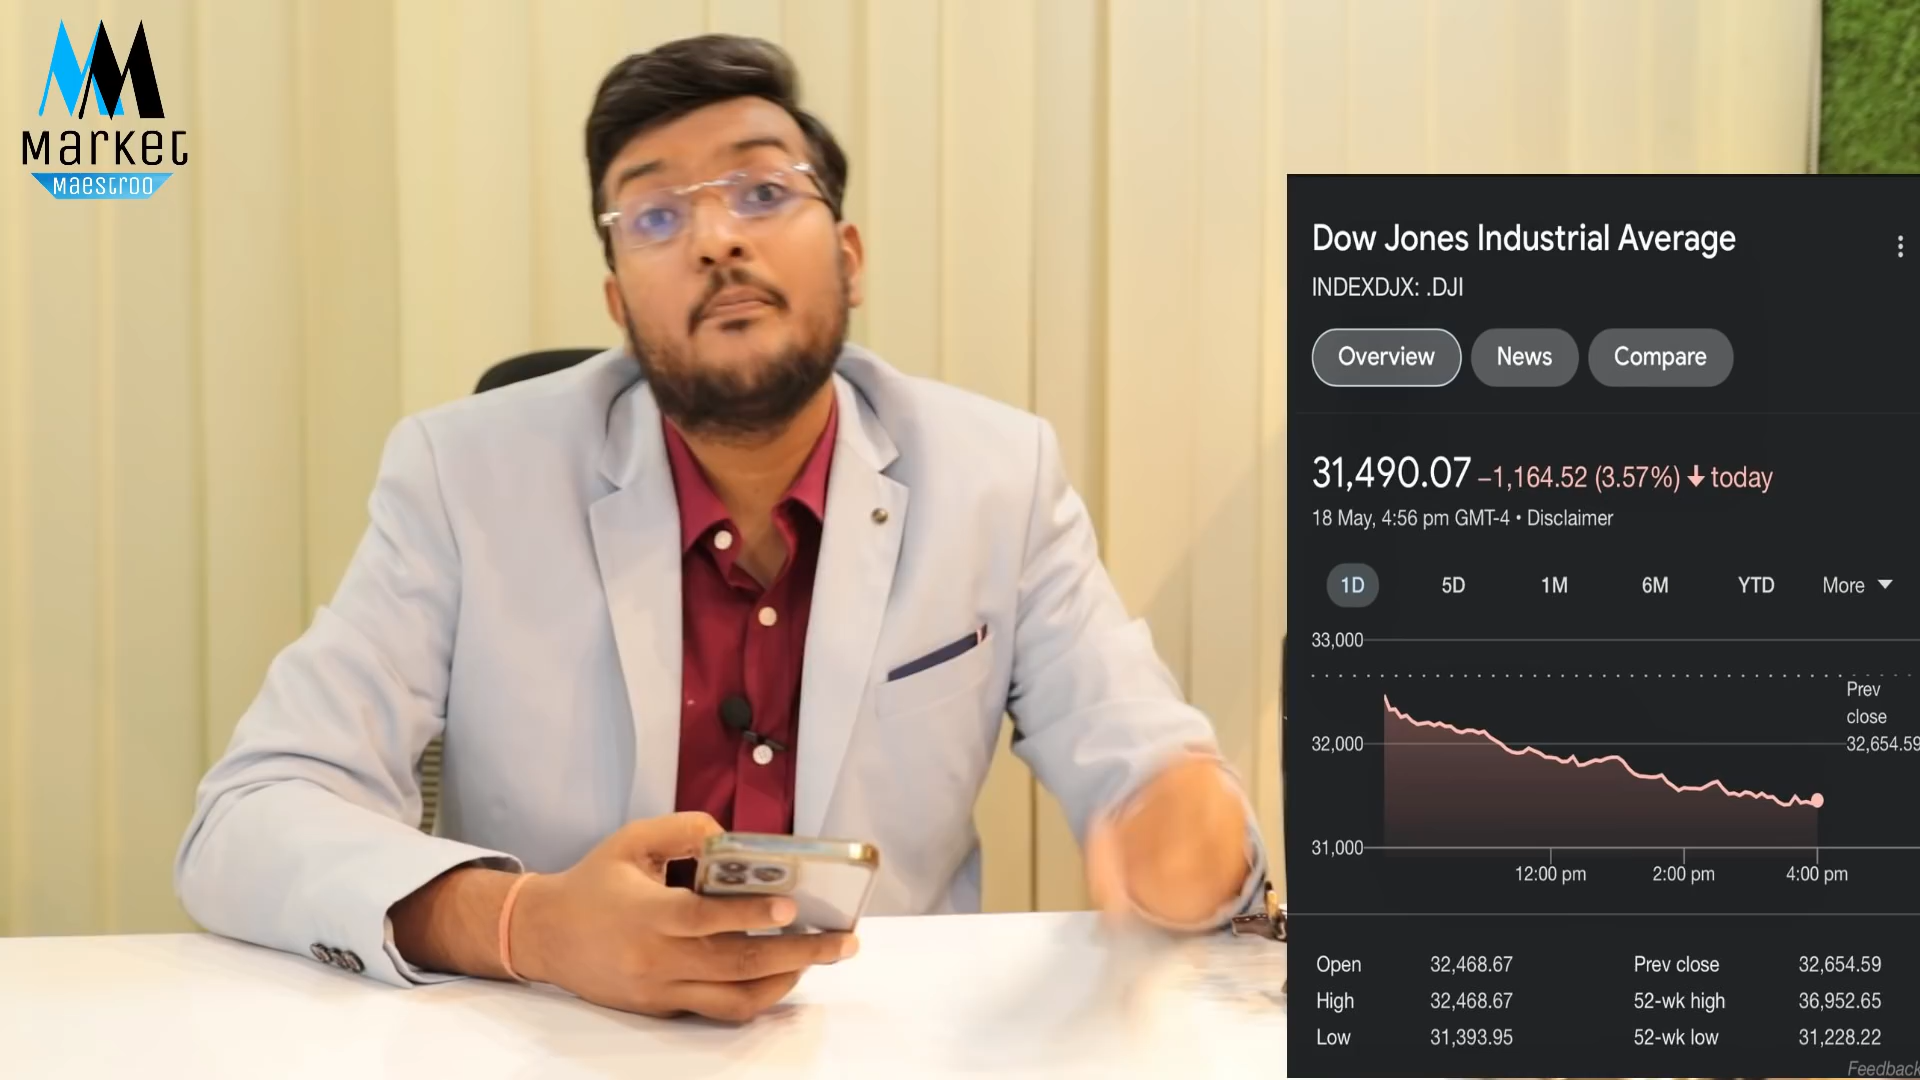 Market
Maestroo
Dow Jones Industrial Average
INDEXDJX: .DJI
Overview News Compare
31,490.07 –1,164.52 (3.57%) ↓ today
18 May, 4:56 pm GMT-4 • Disclaimer
1D 5D 1M 6M YTD More
33,000
Prev
close
32,000 32,654.59
31,000
12:00 pm 2:00 pm 4:00 pm
Open 32,468.67 Prev close 32,654.59
High 32,468.67 52-wk high 36,952.65
Low 31,393.95 52-wk low 31,228.22
Feedback